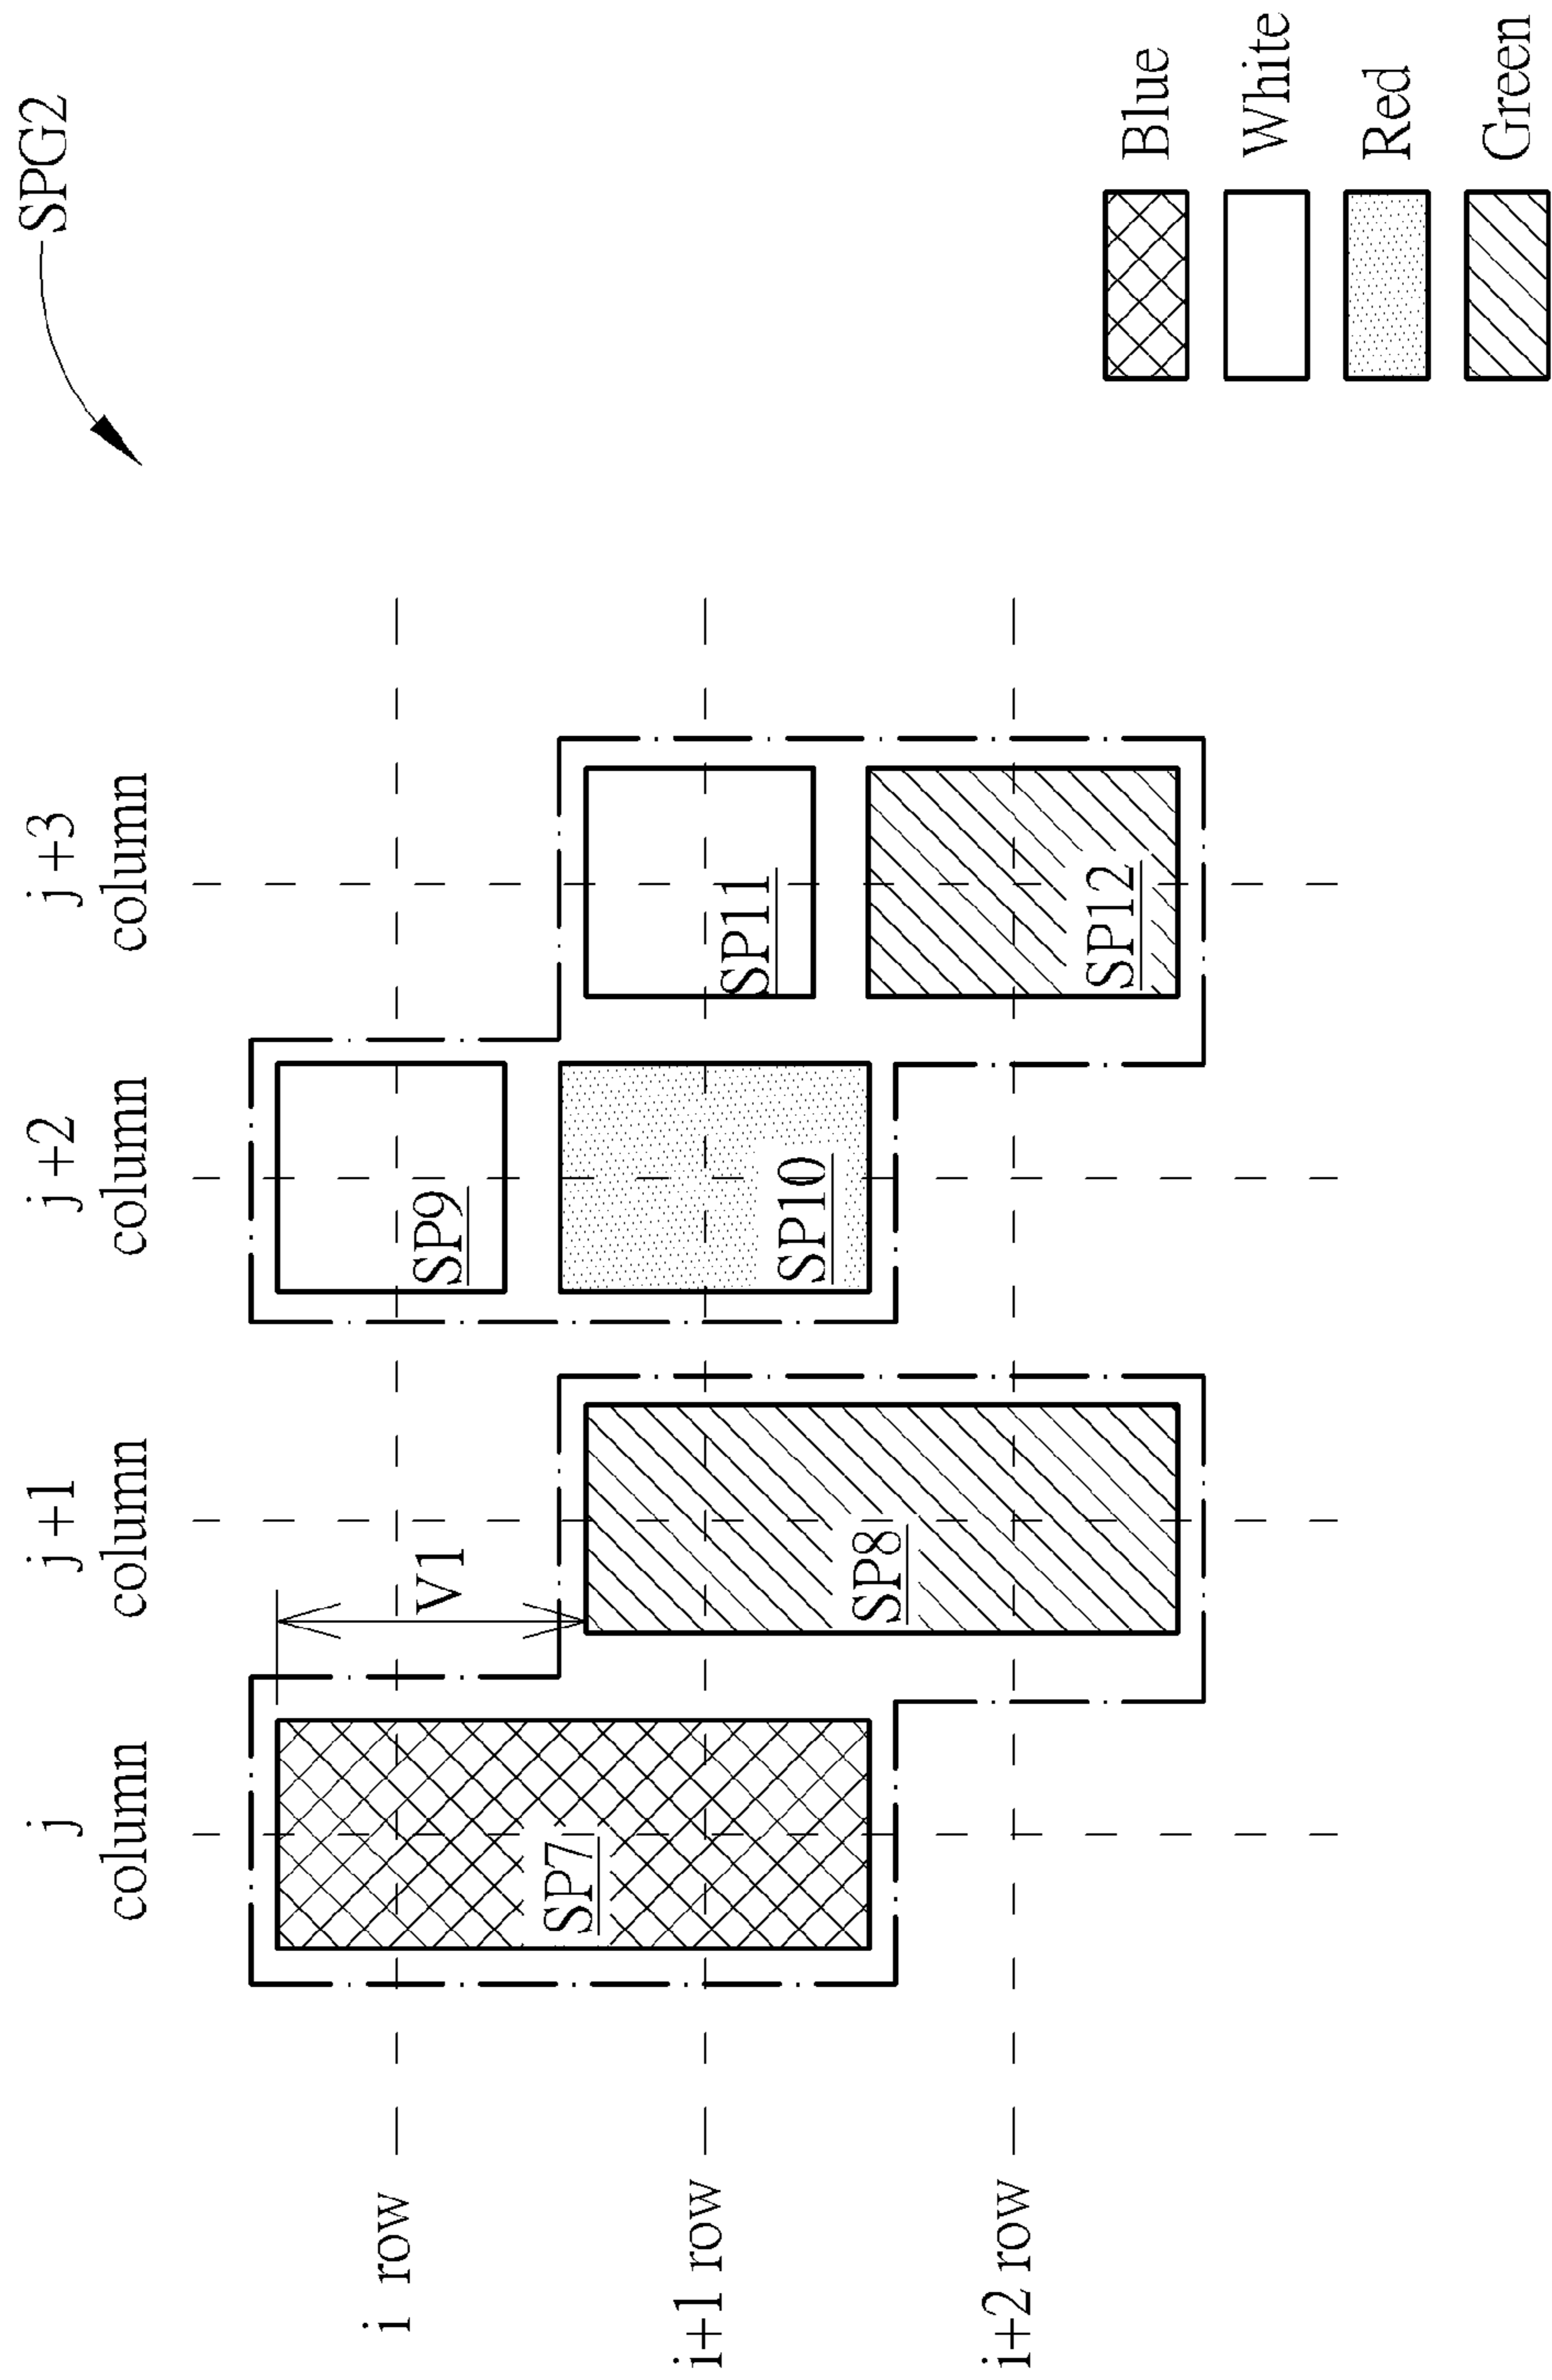 SPG2
j
column
j+1
column
j+2
column
j+3
column
i row
i+1 row
i+2 row
V1
SP7
SP8
SP9
SP10
SP11
SP12
Blue
White
Red
Green